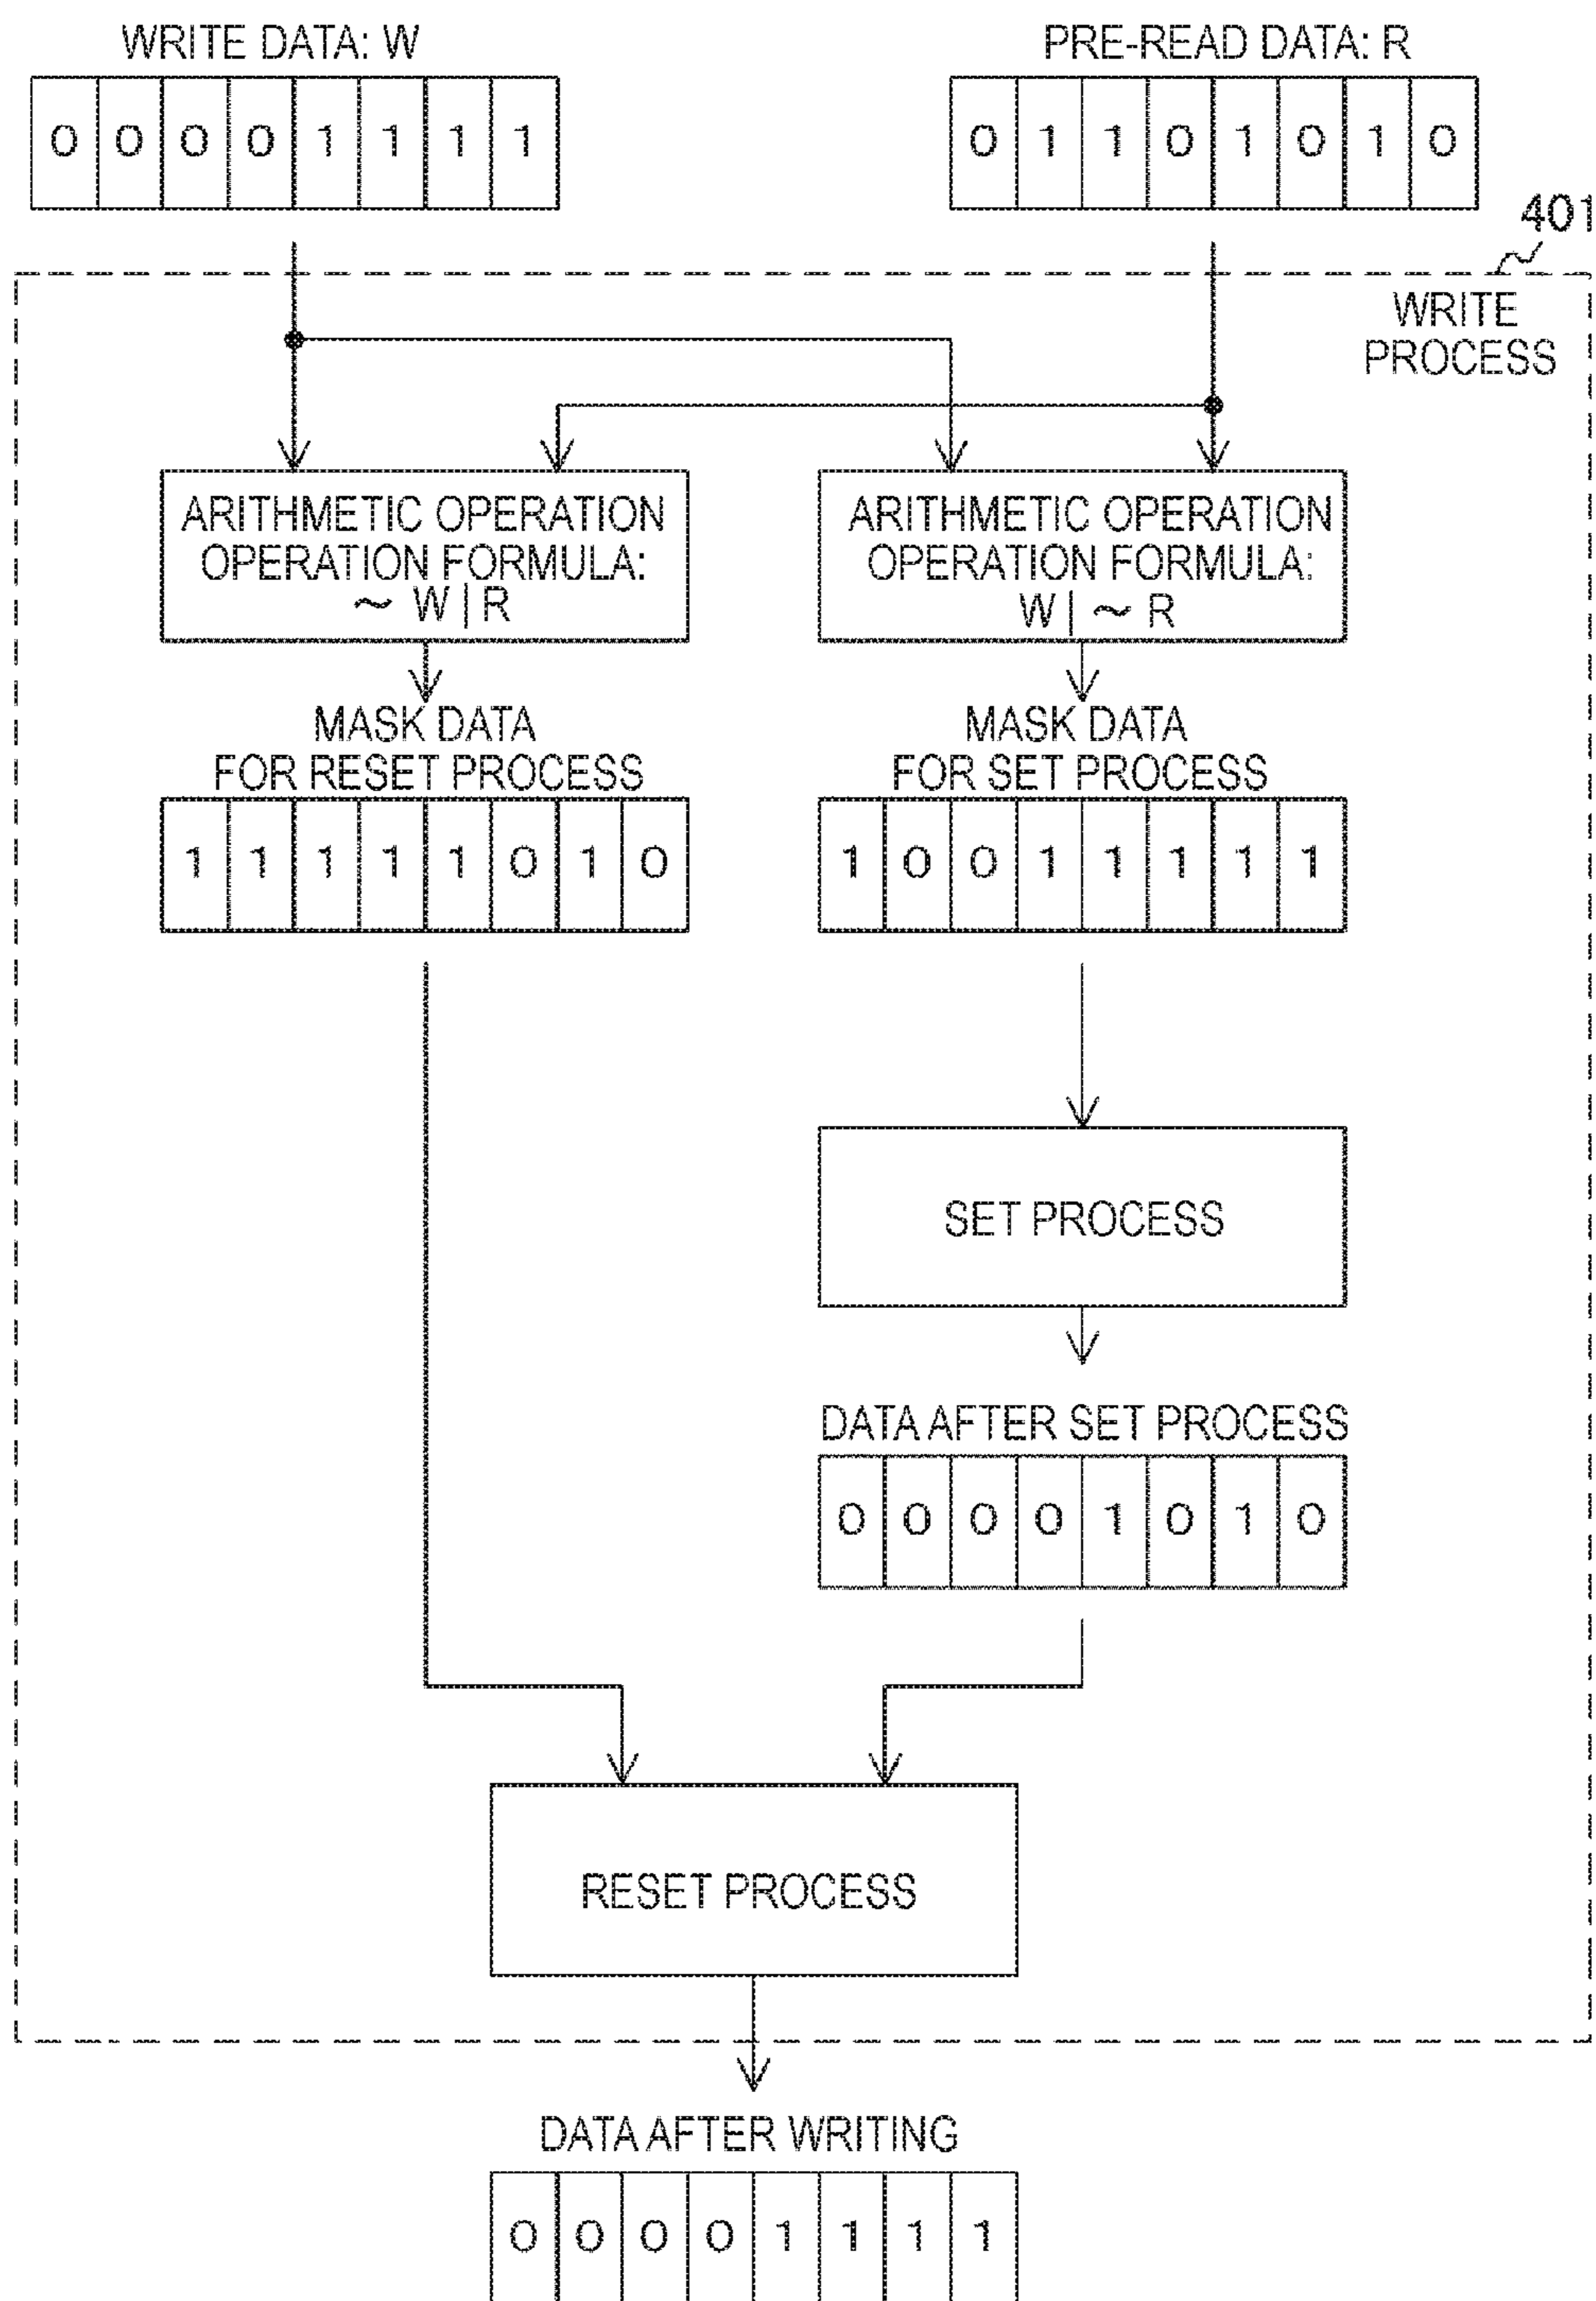 WRITE DATA: W
PRE-READ DATA: R
0 0 0 0 1 1 1 1
0 1 1 0 1 0 1 0
401
WRITE
PROCESS
ARITHMETIC OPERATION
OPERATION FORMULA:
~ W | R
ARITHMETIC OPERATION
OPERATION FORMULA:
W | ~ R
MASK DATA
FOR RESET PROCESS
MASK DATA
FOR SET PROCESS
1 1 1 1 1 0 1 0
1 0 0 1 1 1 1 1
SET PROCESS
DATA AFTER SET PROCESS
0 0 0 0 1 0 1 0
RESET PROCESS
DATA AFTER WRITING
0 0 0 0 1 1 1 1